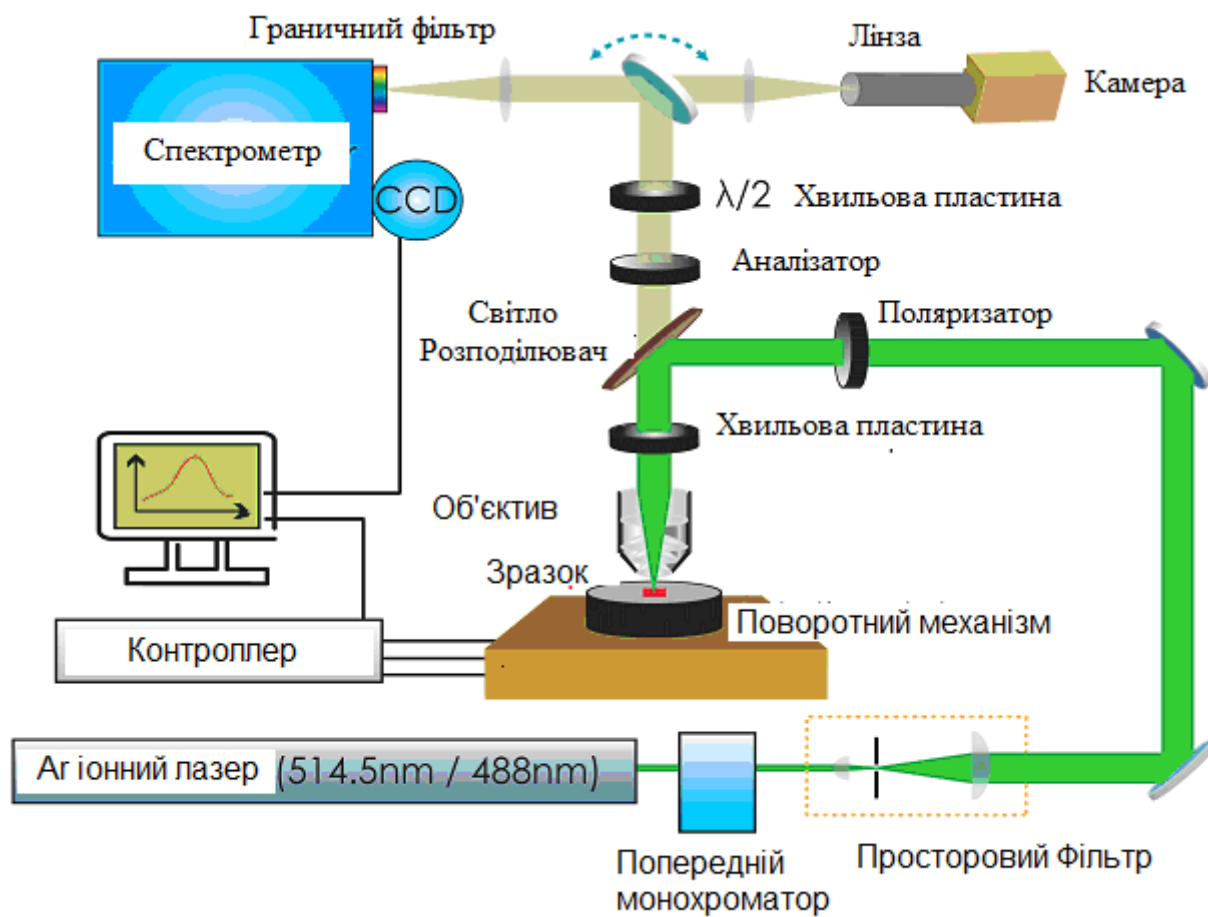 Граничний фільтр
Лінза
Камера
Спектрометр
CCD
λ/2 Хвильова пластина
Аналізатор
Світло
Розподілювач
Поляризатор
Хвильова пластина
Об'єктив
Зразок
Поворотний механізм
Контроллер
Ar іонний лазер (514.5nm / 488nm)
Попередній
монохроматор
Просторовий Фільтр